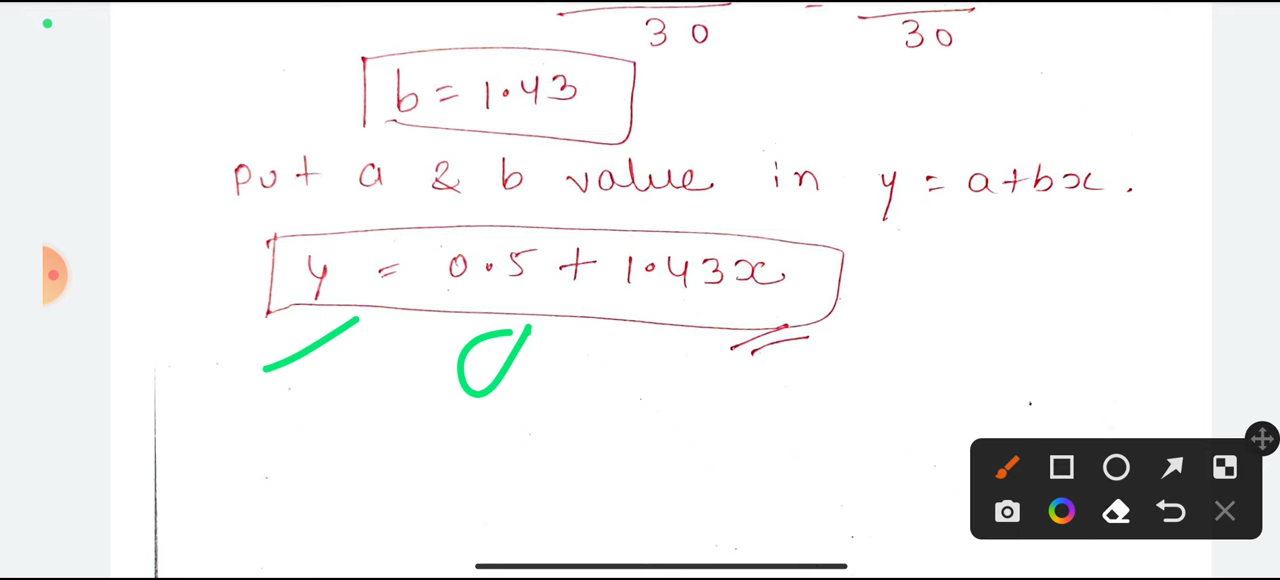 30 30
b = 1.43
put a & b value in y = a+bx.
y = 0.5 + 1.43x